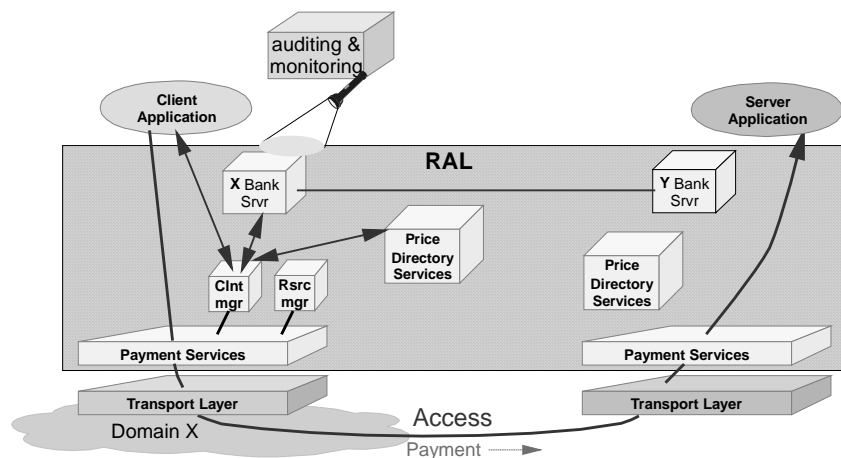 auditing &
monitoring
Client
Application
Server
Application
RAL
X Bank
Srvr
Y Bank
Srvr
Price
Directory
Services
Price
Directory
Services
Clnt
mgr
Rsrc
mgr
Payment Services
Payment Services
Transport Layer
Transport Layer
Access
Domain X
Payment